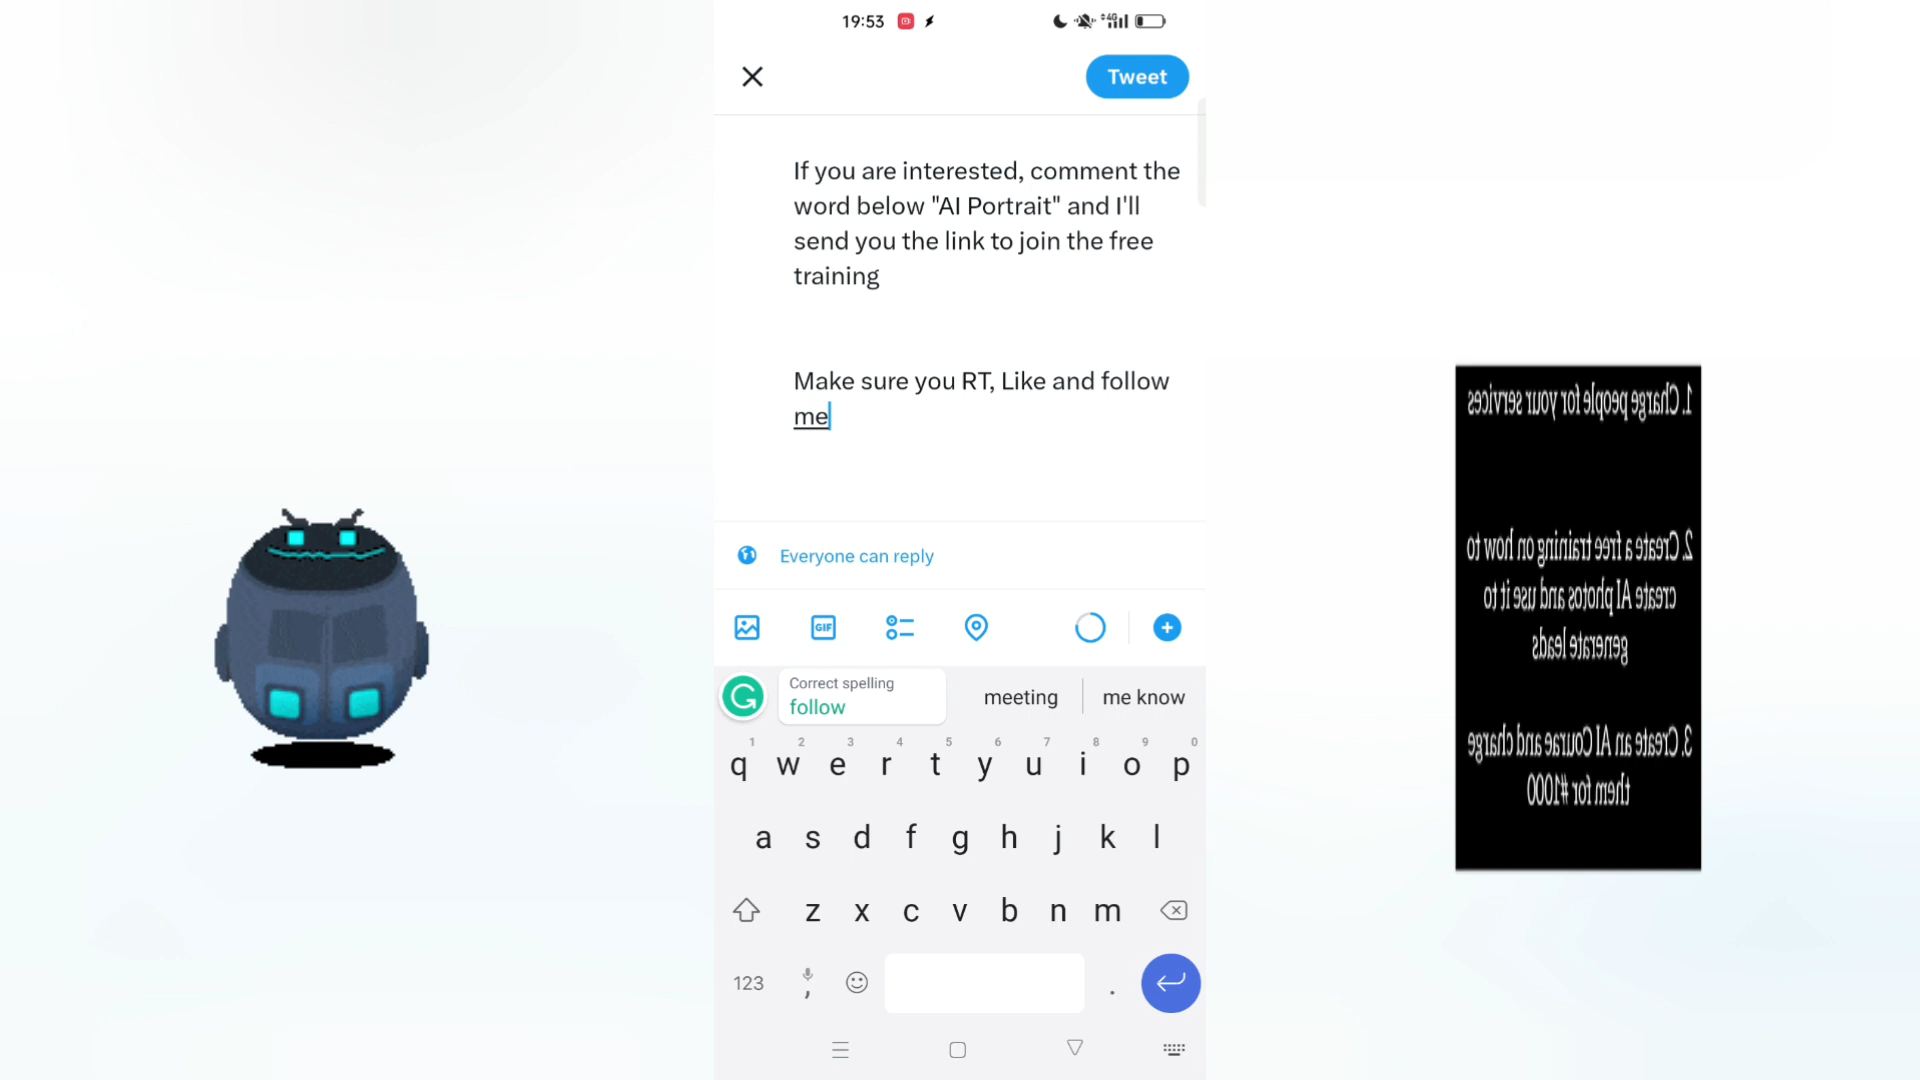 19:53
4G
Tweet
If you are interested, comment the
word below "AI Portrait" and I'll
send you the link to join the free
training
Make sure you RT, Like and follow
me
Everyone can reply
GIF
Correct spelling
follow
meeting
me know
1 2 3 4 5 6 7 8 9 0
q w e r t y u i o p
a s d f g h j k l
z x c v b n m
123 , .
1. Charge people for your services
2. Create a free training on how to
create AI photos and use it to
generate leads
3. Create an AI Courae and charge
them for #1000